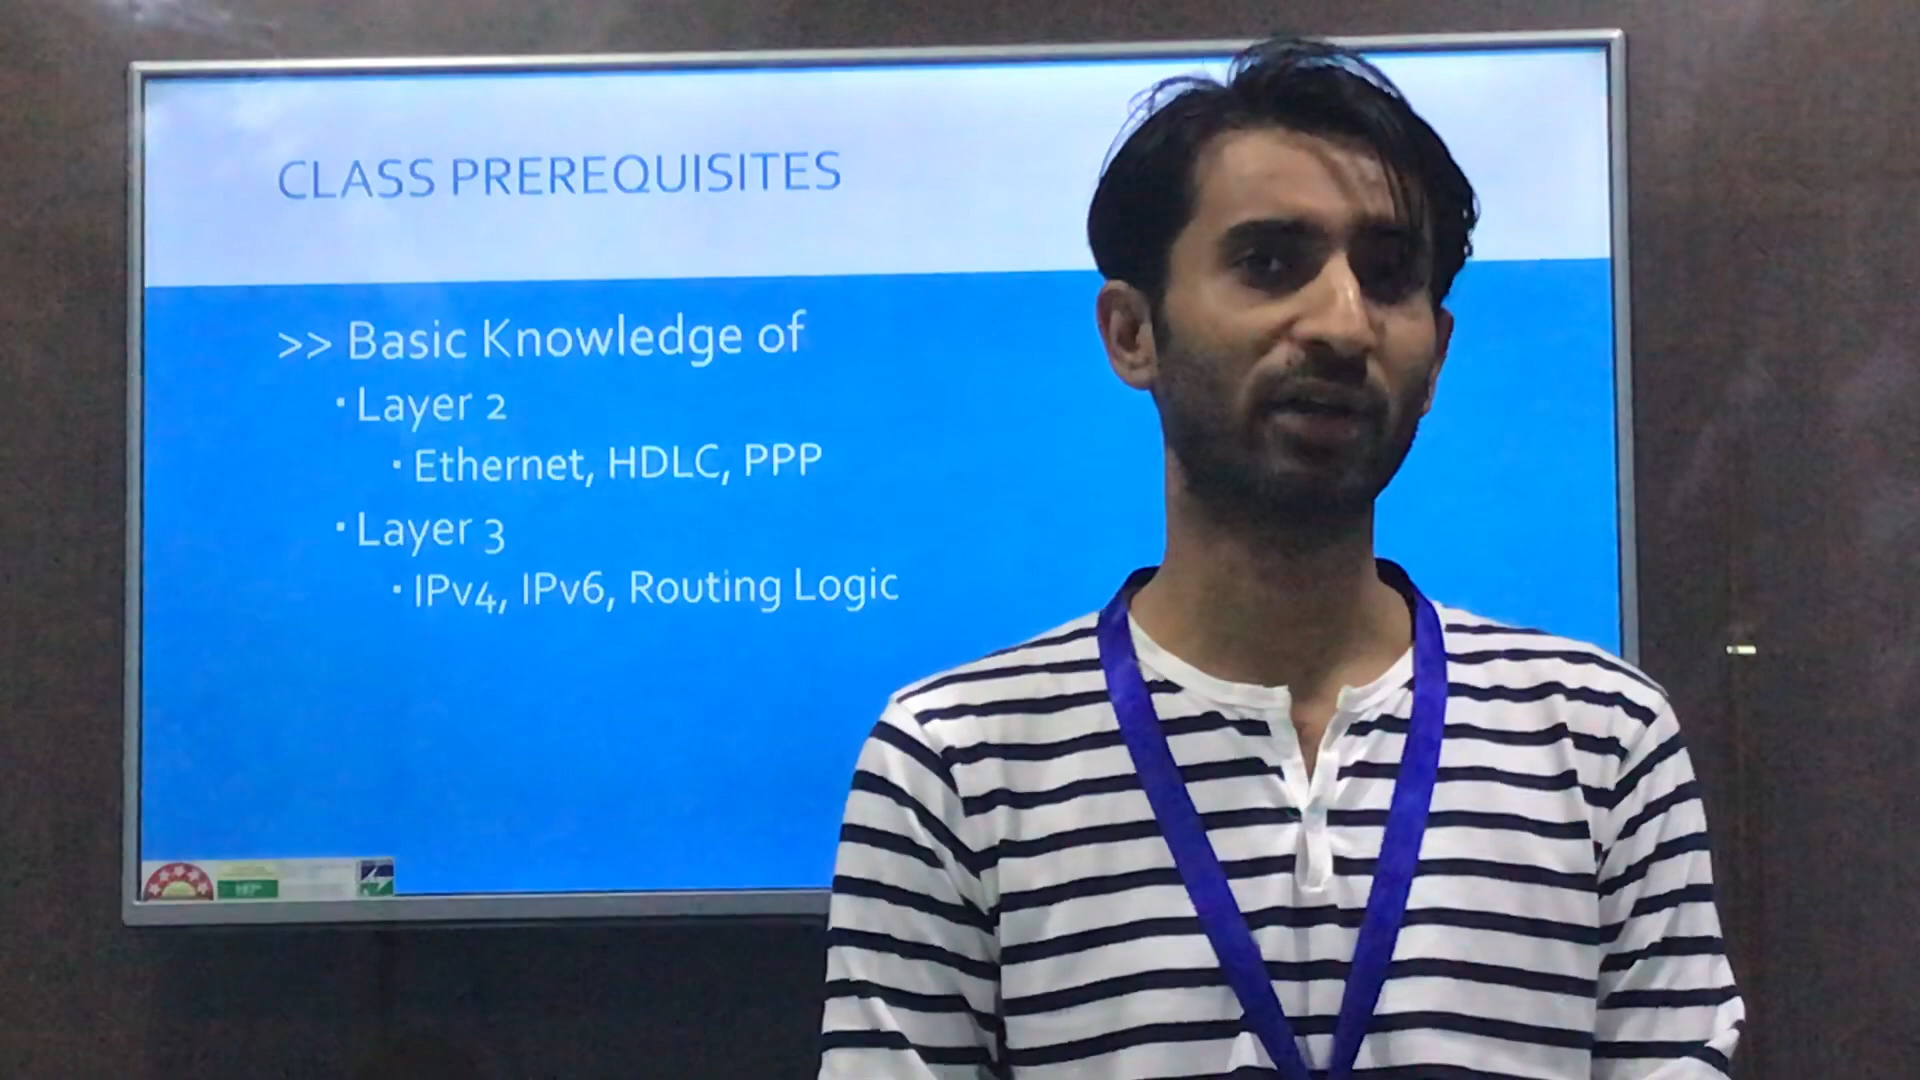 CLASS PREREQUISITES
>> Basic Knowledge of
▪ Layer 2
▪ Ethernet, HDLC, PPP
▪ Layer 3
▪ IPv4, IPv6, Routing Logic